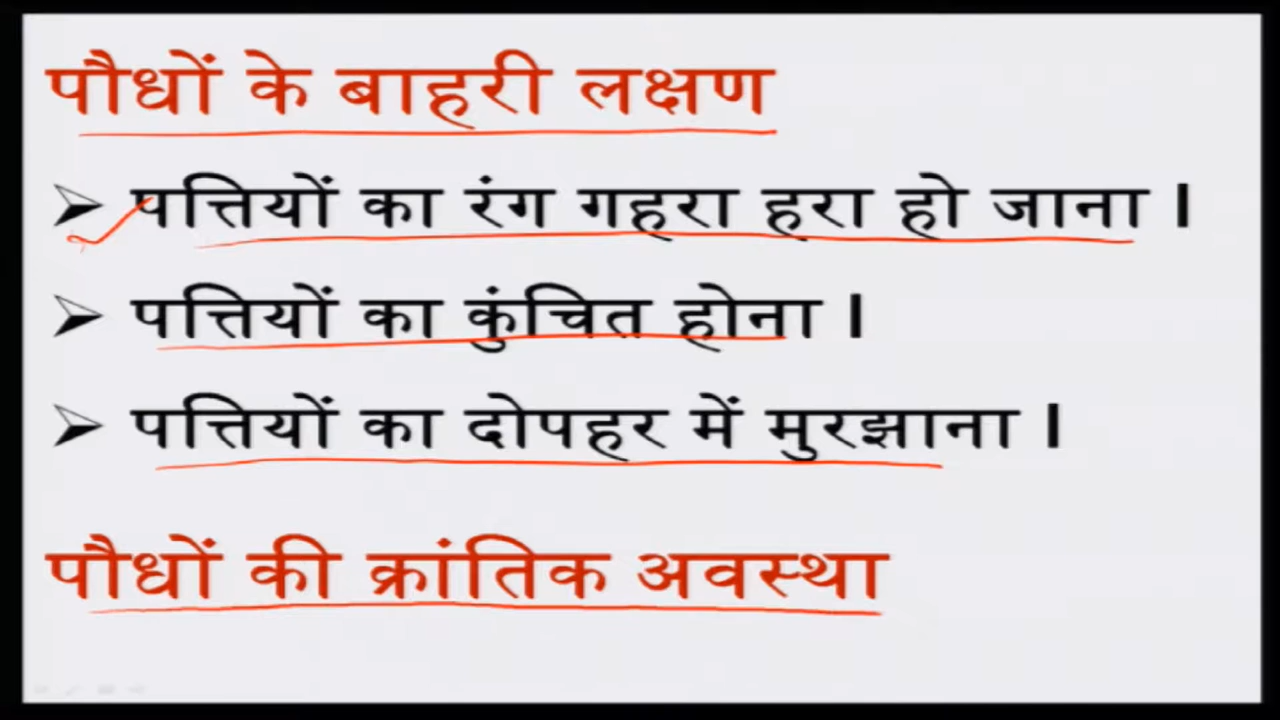 पौधों के बाहरी लक्षण
पत्तियों का रंग गहरा हरा हो जाना ।
पत्तियों का कुंचित होना ।
पत्तियों का दोपहर में मुरझाना ।
पौधों की क्रांतिक अवस्था